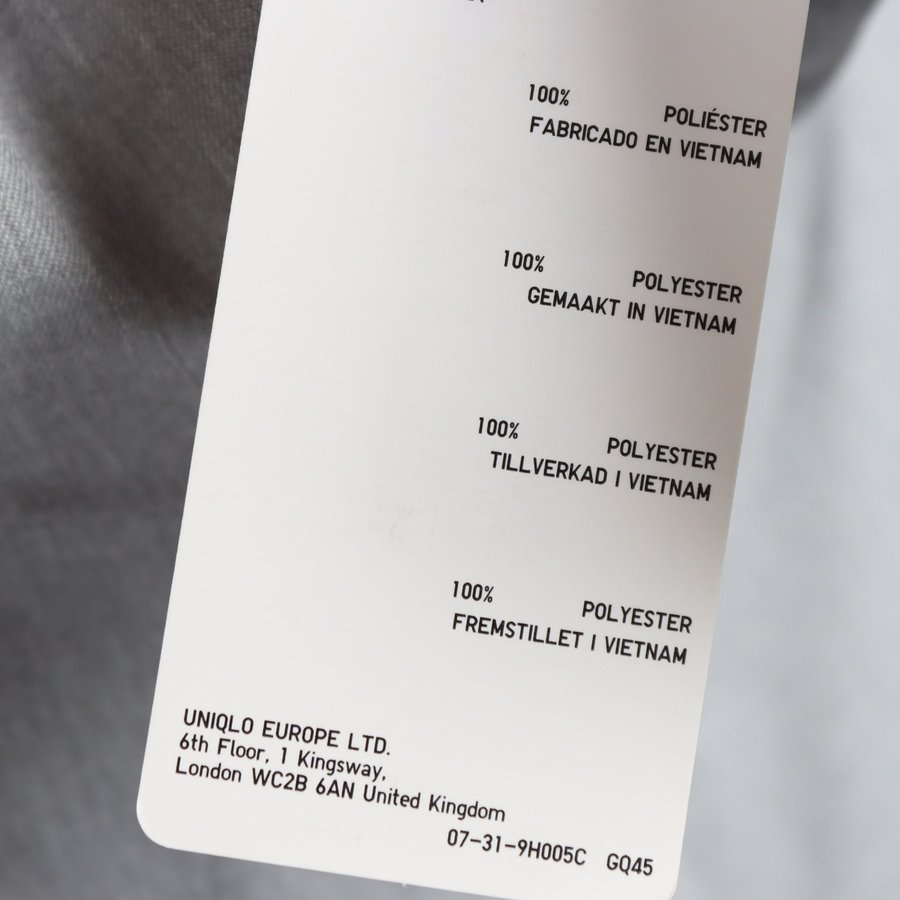 100% POLIÉSTER
FABRICADO EN VIETNAM
100% POLYESTER
GEMAAKT IN VIETNAM
100% POLYESTER
TILLVERKAD I VIETNAM
100% POLYESTER
FREMSTILLET I VIETNAM
UNIQLO EUROPE LTD.
6th Floor, 1 Kingsway,
London WC2B 6AN United Kingdom
07-31-9H005C GQ45